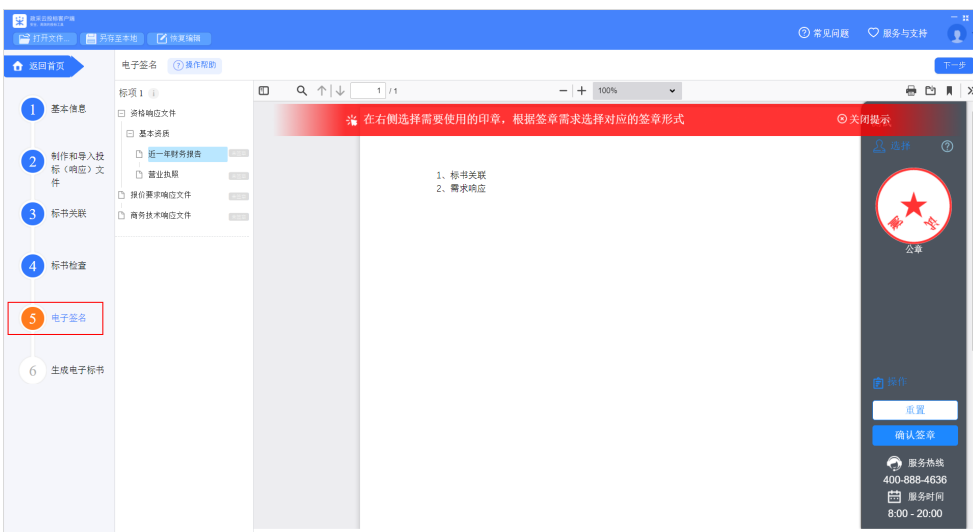 政采云投标客户端
打开文件...
另存至本地
恢复编辑
常见问题
服务与支持
返回首页
电子签名
操作帮助
下一步
标项 1
1 / 1
100%
1 基本信息
2 制作和导入投
标（响应）文
件
3 标书关联
4 标书检查
5 电子签名
6 生成电子标书
资格响应文件
基本资质
近一年财务报告
营业执照
报价要求响应文件
商务技术响应文件
在右侧选择需要使用的印章，根据签章需求选择对应的签章形式
关闭提示
1、标书关联
2、需求响应
选择
公章
操作
重置
确认签章
服务热线
400-888-4636
服务时间
8:00 - 20:00